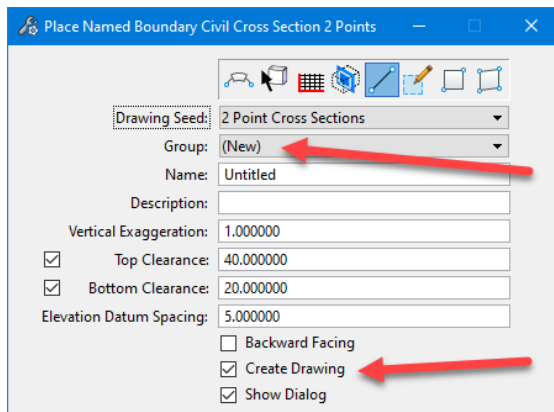 Place Named Boundary Civil Cross Section 2 Points
Drawing Seed: 2 Point Cross Sections
Group: (New)
Name: Untitled
Description:
Vertical Exaggeration: 1.000000
Top Clearance: 40.000000
Bottom Clearance: 20.000000
Elevation Datum Spacing: 5.000000
Backward Facing
Create Drawing
Show Dialog